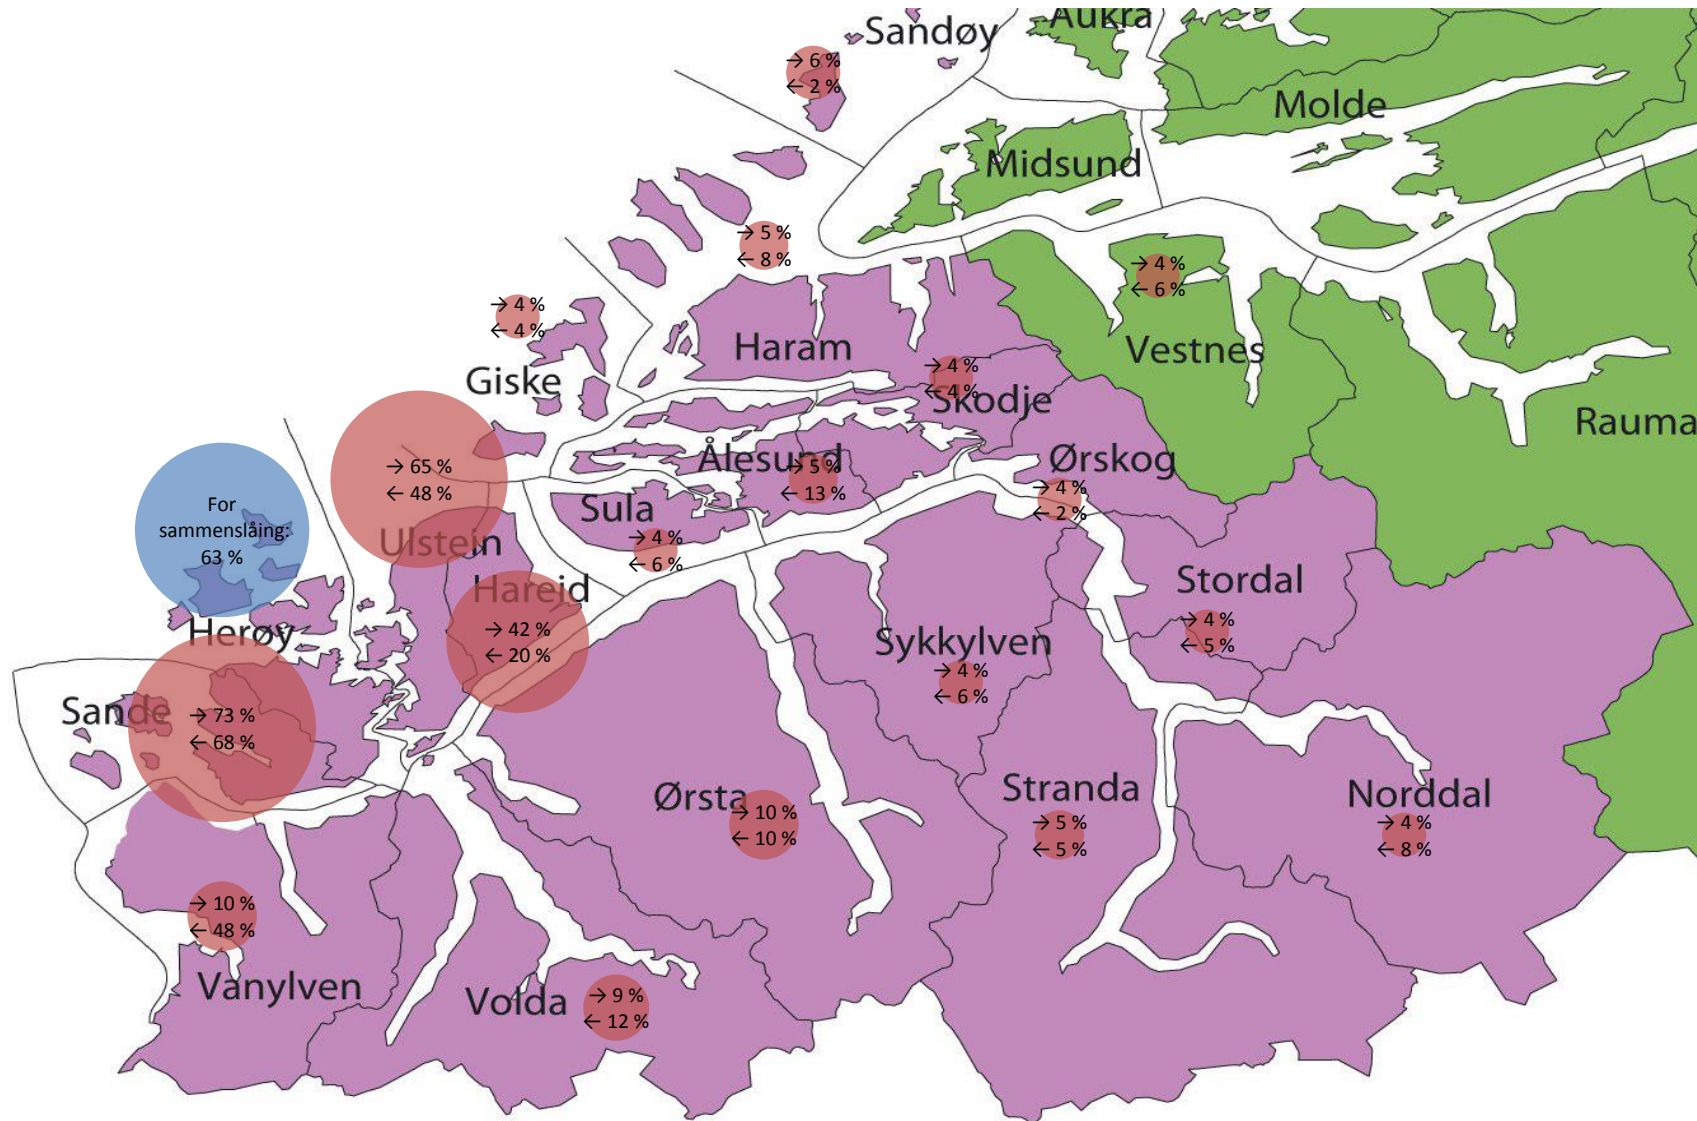 Sandøy
Aukra
→ 6 %
← 2 %
Molde
Midsund
→ 5 %
← 8 %
→ 4 %
← 6 %
→ 4 %
← 4 %
Haram
Vestnes
Giske
→ 4 %
← 4 %
Skodje
Rauma
Ålesund
→ 5 %
← 13 %
Ørskog
→ 4 %
← 2 %
→ 65 %
← 48 %
Sula
→ 4 %
← 6 %
For
sammenslåing:
63 %
Ulstein
Hareid
→ 42 %
← 20 %
Stordal
→ 4 %
← 5 %
Herøy
Sykkylven
→ 4 %
← 6 %
Sande
→ 73 %
← 68 %
Ørsta
→ 10 %
← 10 %
Stranda
→ 5 %
← 5 %
Norddal
→ 4 %
← 8 %
→ 10 %
← 48 %
Vanylven
Volda
→ 9 %
← 12 %